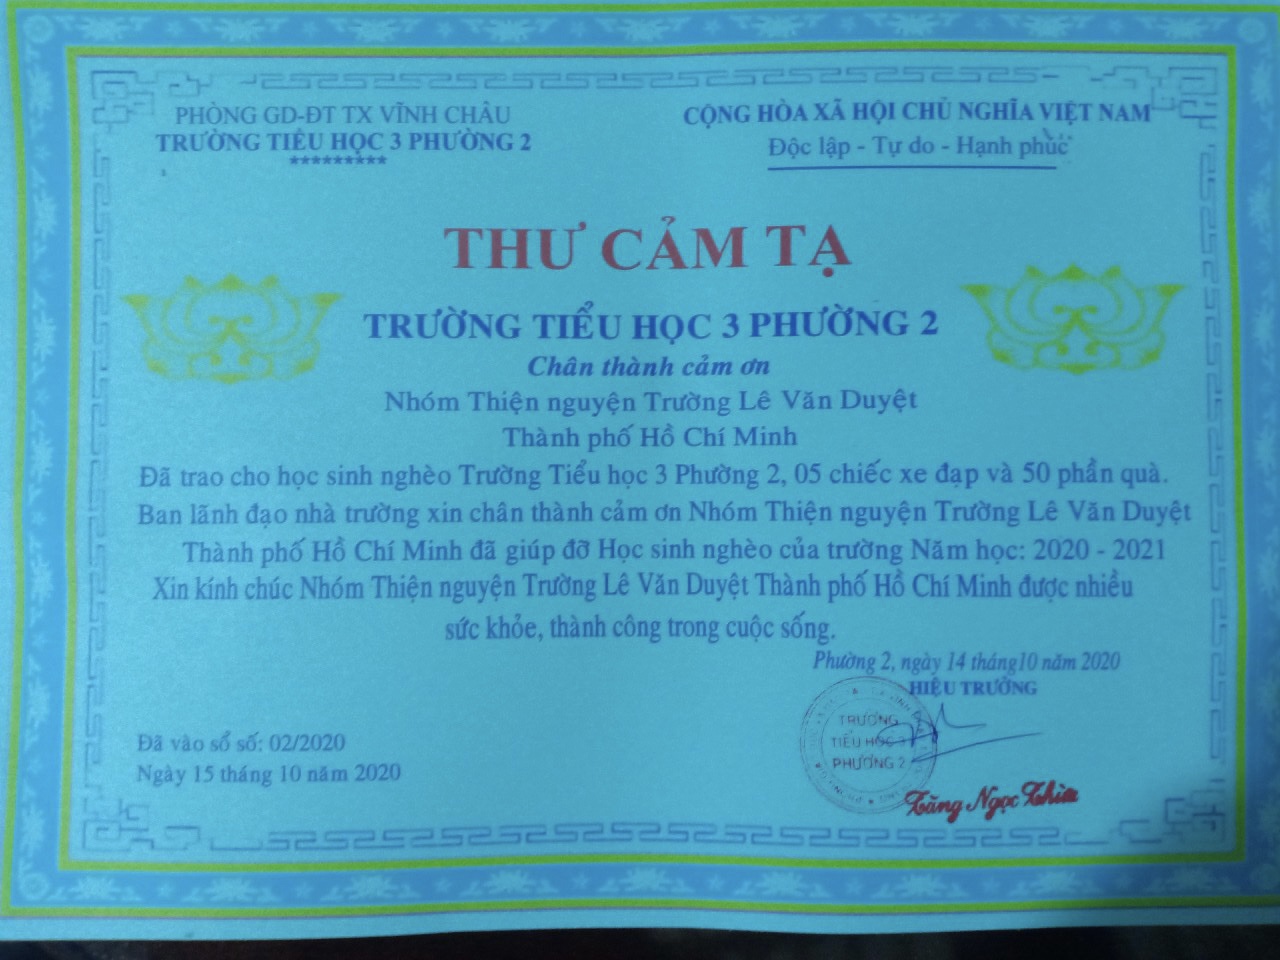 PHÒNG GD-ĐT TX VĨNH CHÂU
TRƯỜNG TIỂU HỌC 3 PHƯỜNG 2
*********
CỘNG HÒA XÃ HỘI CHỦ NGHĨA VIỆT NAM
Độc lập - Tự do - Hạnh phúc
THƯ CẢM TẠ
TRƯỜNG TIỂU HỌC 3 PHƯỜNG 2
Chân thành cảm ơn
Nhóm Thiện nguyện Trường Lê Văn Duyệt
Thành phố Hồ Chí Minh
Đã trao cho học sinh nghèo Trường Tiểu học 3 Phường 2, 05 chiếc xe đạp và 50 phần quà.
Ban lãnh đạo nhà trường xin chân thành cảm ơn Nhóm Thiện nguyện Trường Lê Văn Duyệt
Thành phố Hồ Chí Minh đã giúp đỡ Học sinh nghèo của trường Năm học: 2020 - 2021
Xin kính chúc Nhóm Thiện nguyện Trường Lê Văn Duyệt Thành phố Hồ Chí Minh được nhiều
sức khỏe, thành công trong cuộc sống.
Phường 2, ngày 14 tháng10 năm 2020
HIỆU TRƯỞNG
TRƯỜNG
TIỂU HỌC 3
PHƯỜNG 2
Đã vào sổ số: 02/2020
Ngày 15 tháng 10 năm 2020
Tăng Ngọc